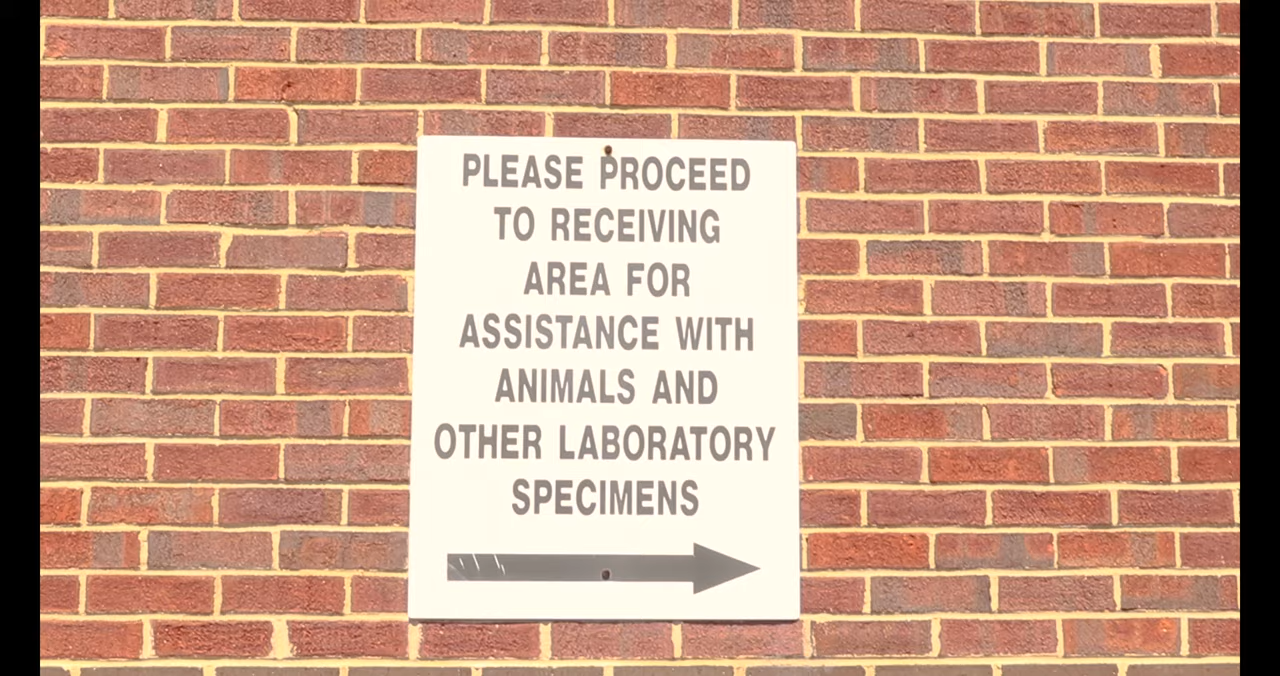 PLEASE PROCEED
TO RECEIVING
AREA FOR
ASSISTANCE WITH
ANIMALS AND
OTHER LABORATORY
SPECIMENS